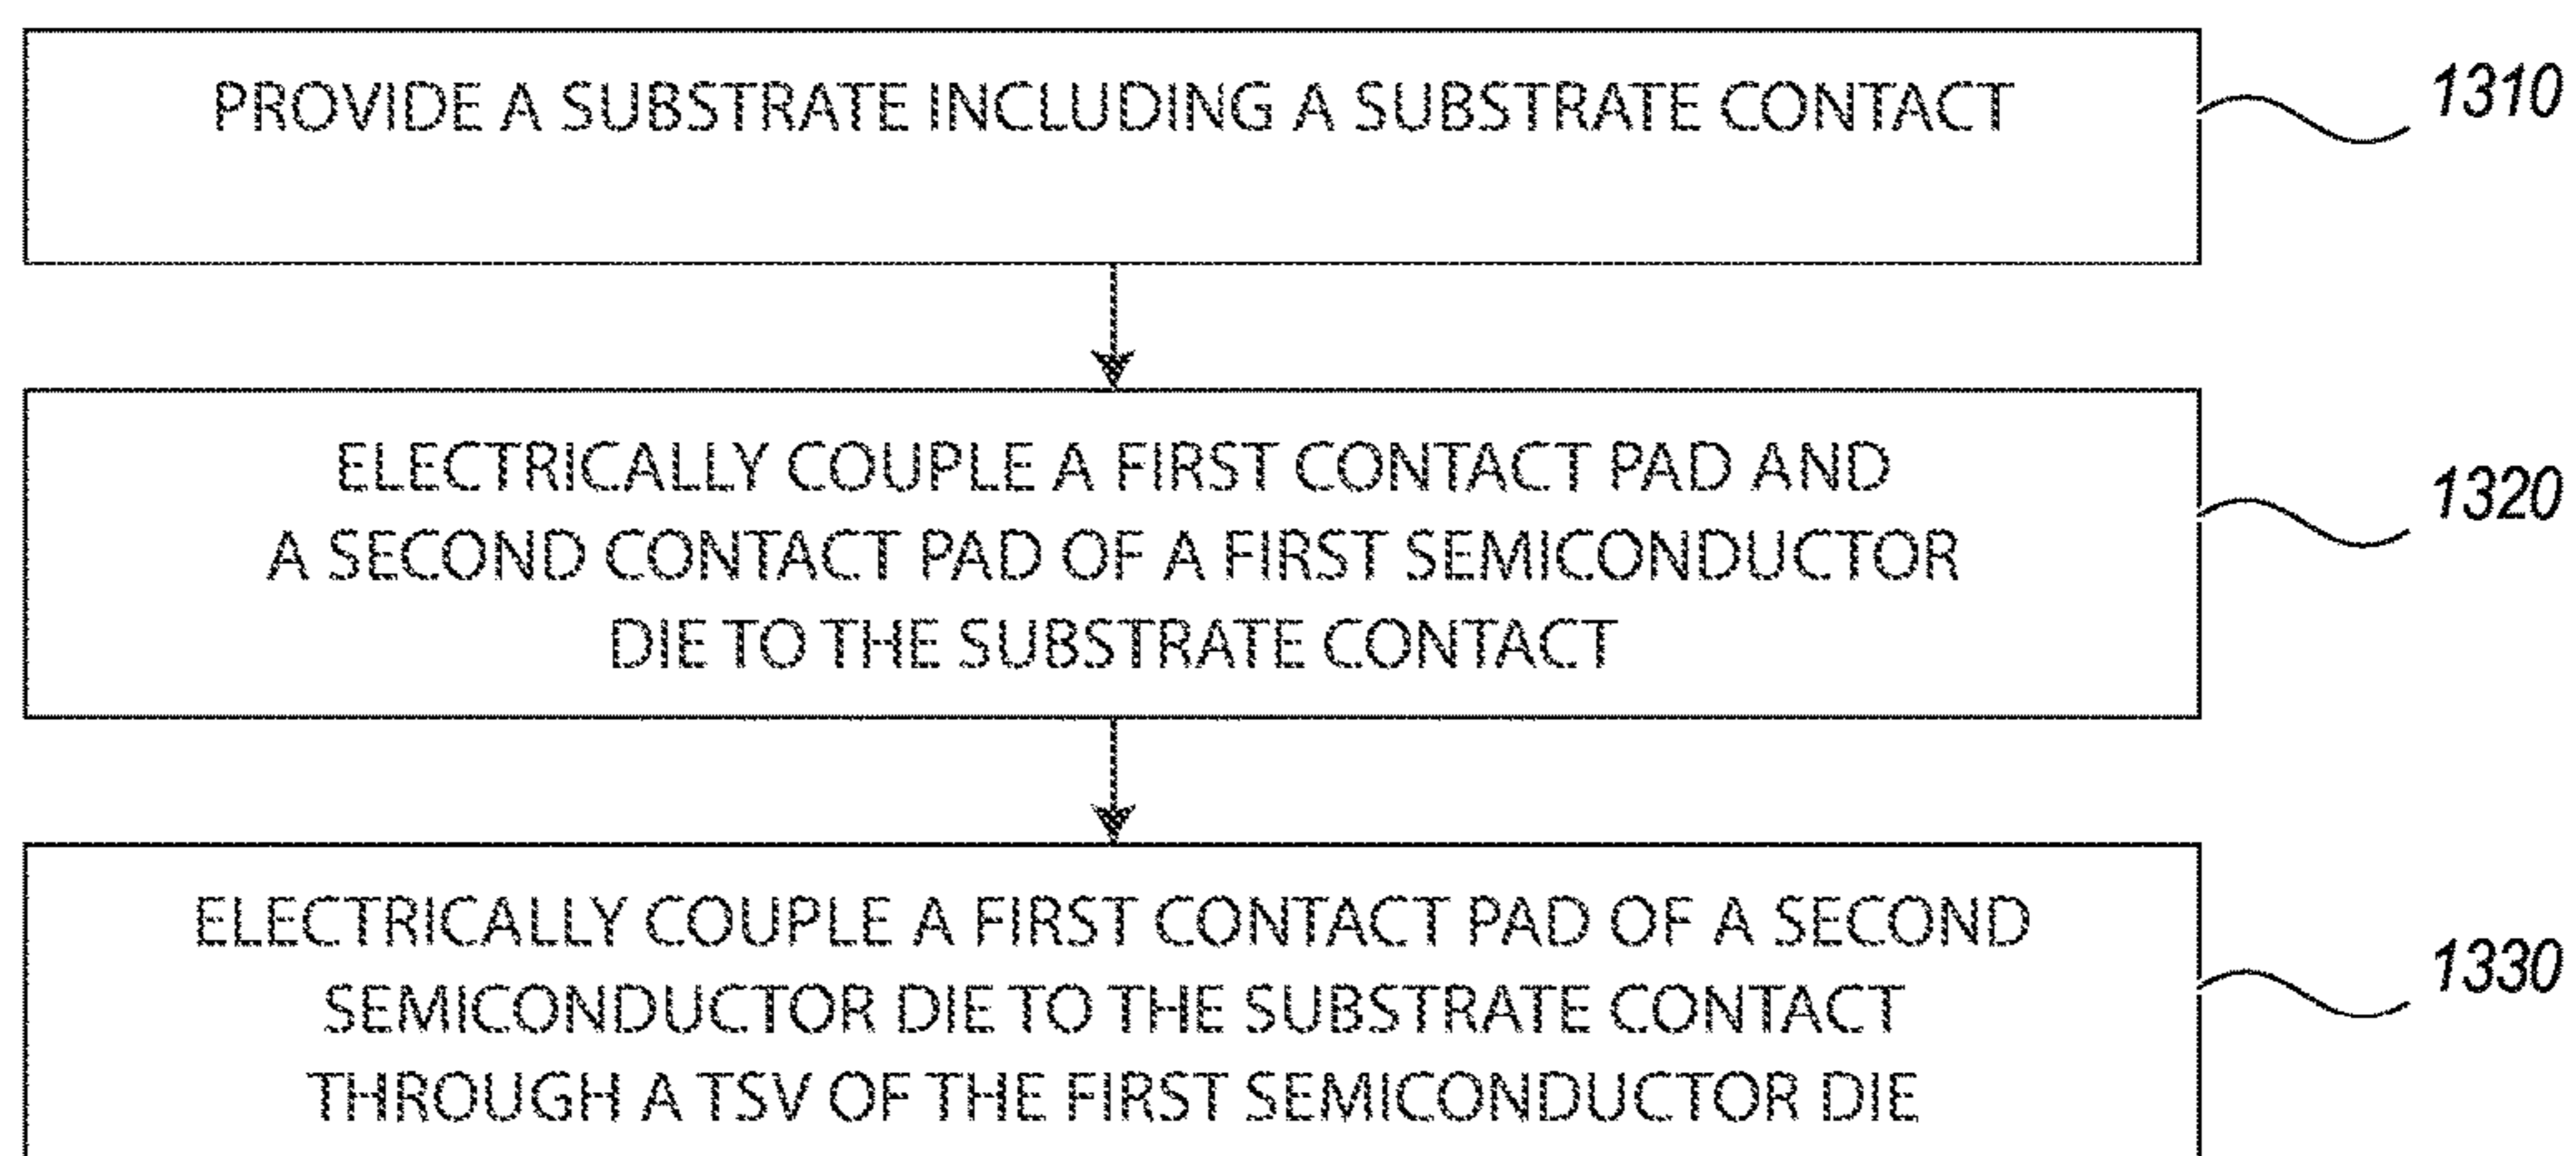 PROVIDE A SUBSTRATE INCLUDING A SUBSTRATE CONTACT
1310
ELECTRICALLY COUPLE A FIRST CONTACT PAD AND
A SECOND CONTACT PAD OF A FIRST SEMICONDUCTOR
DIE TO THE SUBSTRATE CONTACT
1320
ELECTRICALLY COUPLE A FIRST CONTACT PAD OF A SECOND
SEMICONDUCTOR DIE TO THE SUBSTRATE CONTACT
THROUGH A TSV OF THE FIRST SEMICONDUCTOR DIE
1330